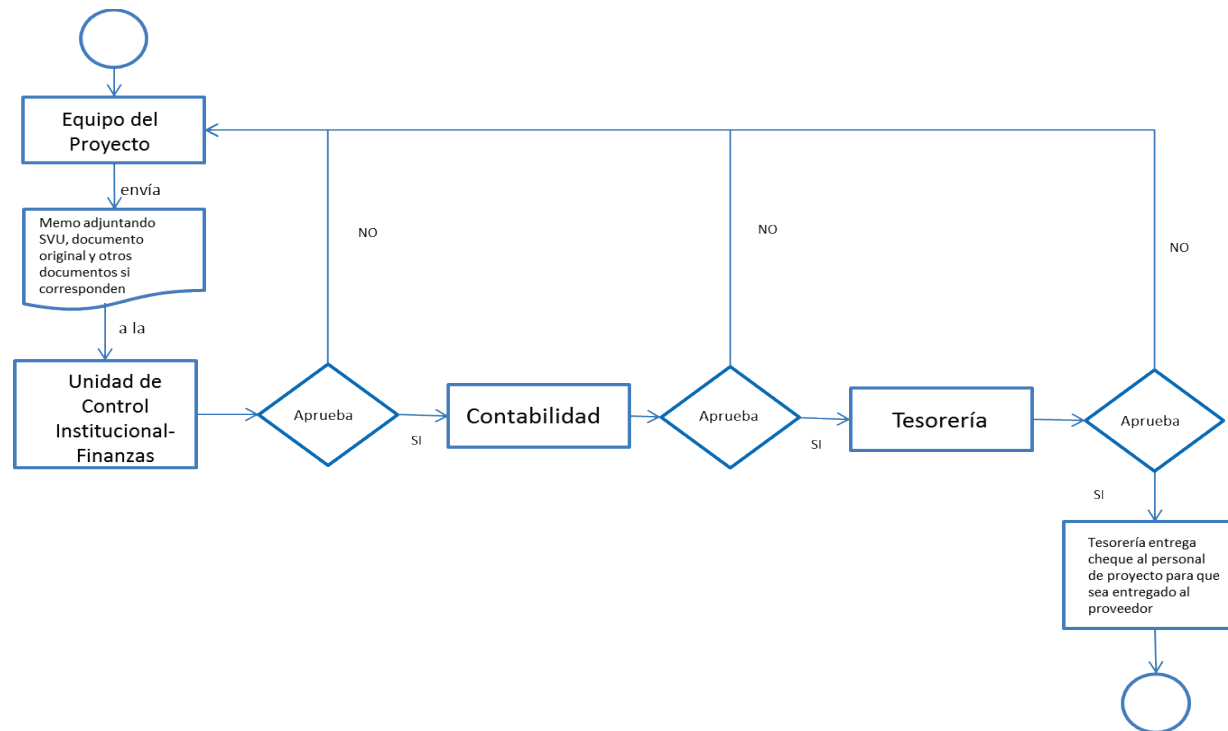 Equipo del
Proyecto
envía
Memo adjuntando
SVU, documento
original y otros
documentos si
corresponden
a la
Unidad de
Control
Institucional-
Finanzas
Aprueba
NO
SI
Contabilidad
Aprueba
NO
SI
Tesorería
Aprueba
NO
SI
Tesorería entrega
cheque al personal
de proyecto para que
sea entregado al
proveedor